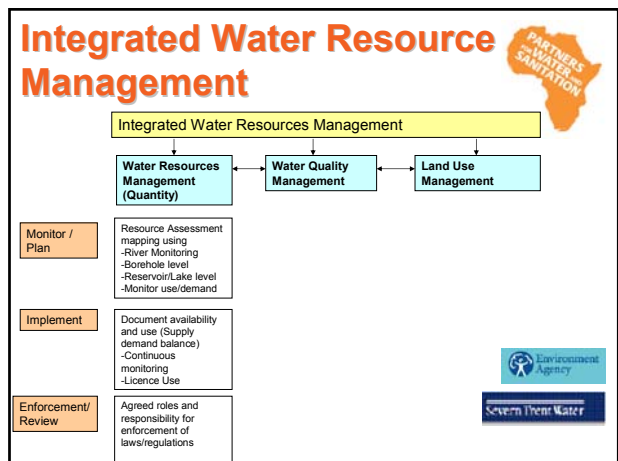 Integrated Water Resource
Management
PARTNERS
FOR WATER AND
SANITATION
Integrated Water Resources Management
Water Resources
Management
(Quantity)
Water Quality
Management
Land Use
Management
Monitor /
Plan
Resource Assessment
mapping using
-River Monitoring
-Borehole level
-Reservoir/Lake level
-Monitor use/demand
Implement
Document availability
and use (Supply
demand balance)
-Continuous
monitoring
-Licence Use
Environment
Agency
Severn Trent Water
Enforcement/
Review
Agreed roles and
responsibility for
enforcement of
laws/regulations